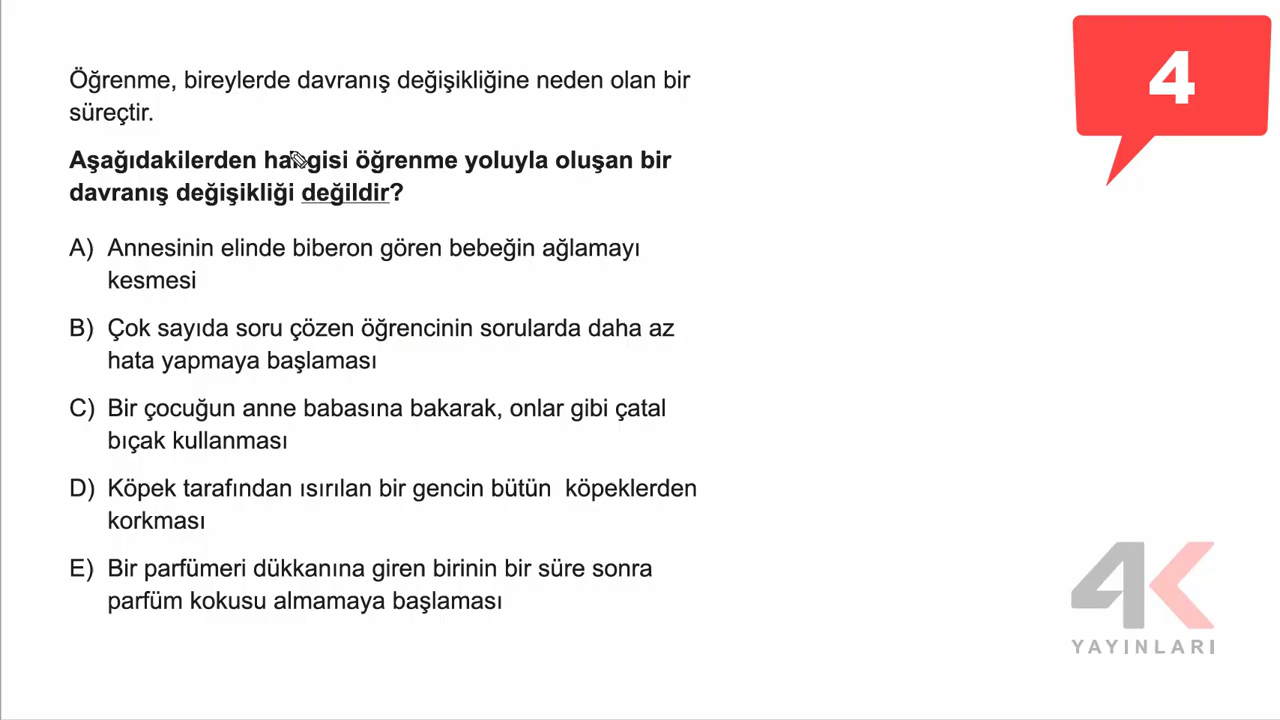 4
Öğrenme, bireylerde davranış değişikliğine neden olan bir
süreçtir.
Aşağıdakilerden hangisi öğrenme yoluyla oluşan bir
davranış değişikliği değildir?
A) Annesinin elinde biberon gören bebeğin ağlamayı
kesmesi
B) Çok sayıda soru çözen öğrencinin sorularda daha az
hata yapmaya başlaması
C) Bir çocuğun anne babasına bakarak, onlar gibi çatal
bıçak kullanması
D) Köpek tarafından ısırılan bir gencin bütün köpeklerden
korkması
E) Bir parfümeri dükkanına giren birinin bir süre sonra
parfüm kokusu almamaya başlaması
4K
YAYINLARI